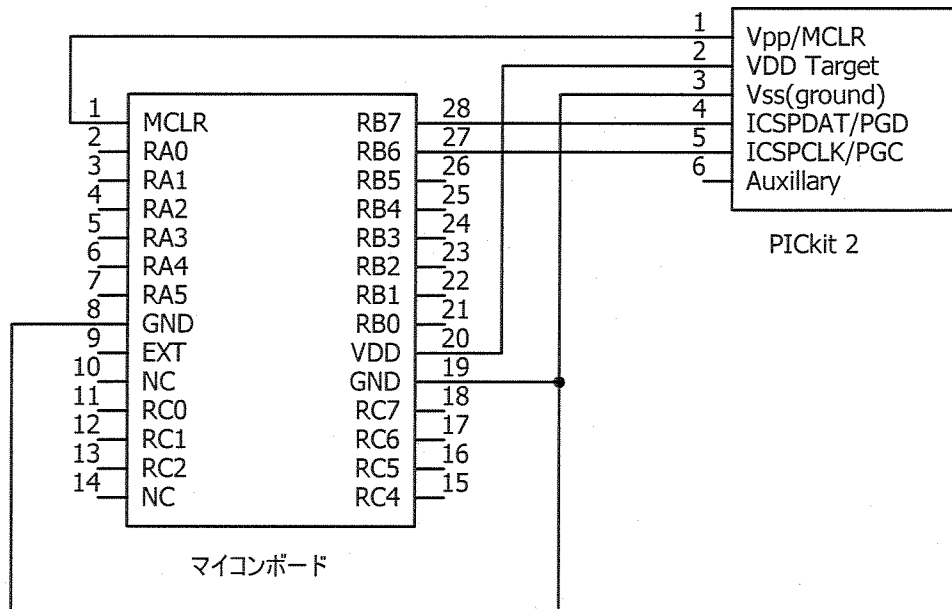 1 MCLR
2 RA0
3 RA1
4 RA2
5 RA3
6 RA4
7 RA5
8 GND
9 EXT
10 NC
11 RC0
12 RC1
13 RC2
14 NC
RB7 28
RB6 27
RB5 26
RB4 25
RB3 24
RB2 23
RB1 22
RB0 21
VDD 20
GND 19
RC7 18
RC6 17
RC5 16
RC4 15
マイコンボード
1 Vpp/MCLR
2 VDD Target
3 Vss(ground)
4 ICSPDAT/PGD
5 ICSPCLK/PGC
6 Auxillary
PICkit 2